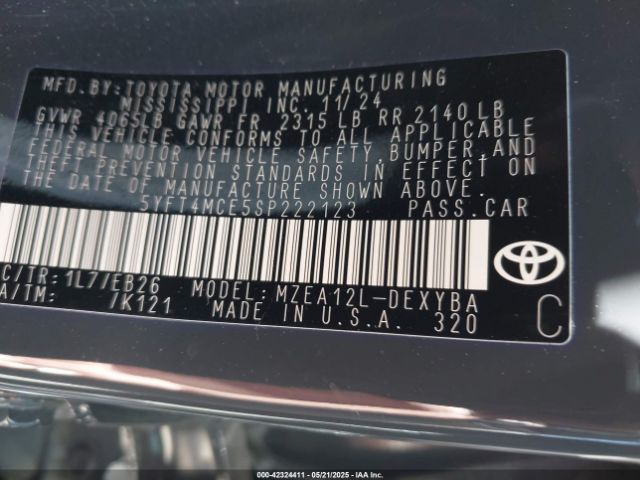 MFD.BY:TOYOTA MOTOR MANUFACTURING
MISSISSIPPI INC. 11/24
GVWR 4065LB GAWR FR 2315 LB RR 2140 LB
THIS VEHICLE CONFORMS TO ALL APPLICABLE
FEDERAL MOTOR VEHICLE SAFETY, BUMPER, AND
THEFT PREVENTION STANDARDS IN EFFECT ON
THE DATE OF MANUFACTURE SHOWN ABOVE.
5YFT4MCE5SP222123 PASS.CAR
C/TR:1L7/EB26 MODEL:MZEA12L-DEXYBA
A/TM: /K121 MADE IN U.S.A. 320
C
000-42324411 - 05/21/2025 - IAAI.com